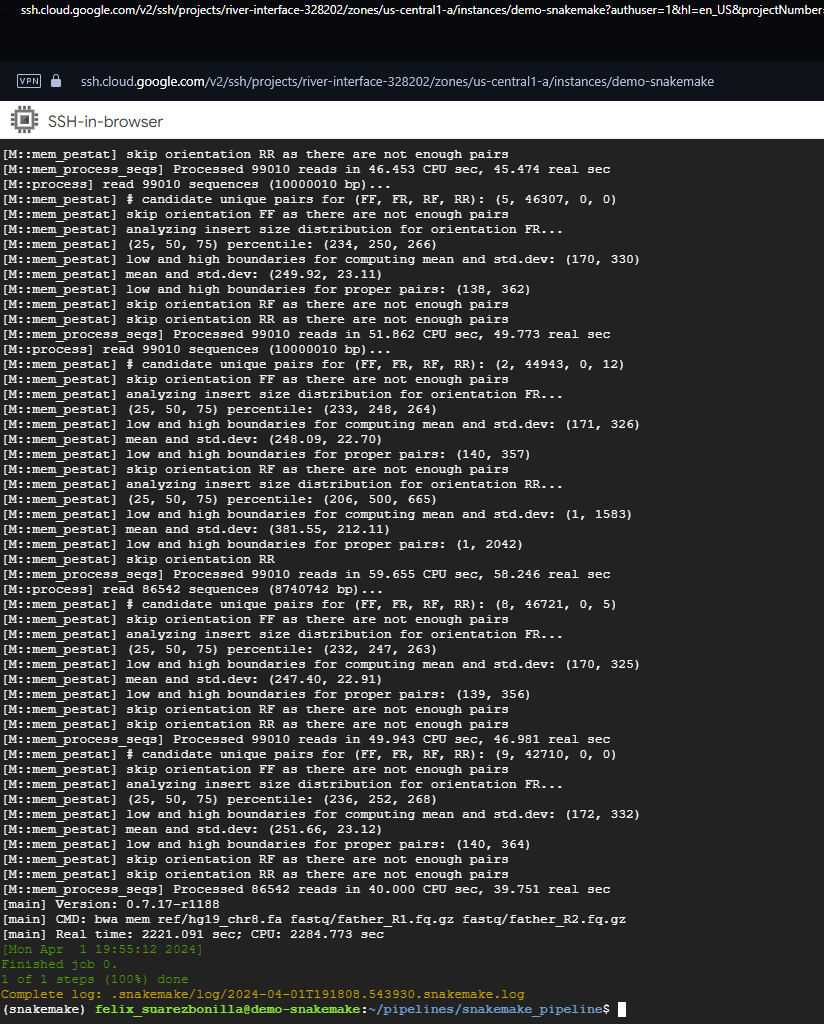 ssh.cloud.google.com/v2/ssh/projects/river-interface-328202/zones/us-central1-a/instances/demo-snakemake?authuser=1&hl=en_US&projectNumber=
VPN ssh.cloud.google.com/v2/ssh/projects/river-interface-328202/zones/us-central1-a/instances/demo-snakemake
SSH-in-browser
[M::mem_pestat] skip orientation RR as there are not enough pairs
[M::mem_process_seqs] Processed 99010 reads in 46.453 CPU sec, 45.474 real sec
[M::process] read 99010 sequences (10000010 bp)...
[M::mem_pestat] # candidate unique pairs for (FF, FR, RF, RR): (5, 46307, 0, 0)
[M::mem_pestat] skip orientation FF as there are not enough pairs
[M::mem_pestat] analyzing insert size distribution for orientation FR...
[M::mem_pestat] (25, 50, 75) percentile: (234, 250, 266)
[M::mem_pestat] low and high boundaries for computing mean and std.dev: (170, 330)
[M::mem_pestat] mean and std.dev: (249.92, 23.11)
[M::mem_pestat] low and high boundaries for proper pairs: (138, 362)
[M::mem_pestat] skip orientation RF as there are not enough pairs
[M::mem_pestat] skip orientation RR as there are not enough pairs
[M::mem_process_seqs] Processed 99010 reads in 51.862 CPU sec, 49.773 real sec
[M::process] read 99010 sequences (10000010 bp)...
[M::mem_pestat] # candidate unique pairs for (FF, FR, RF, RR): (2, 44943, 0, 12)
[M::mem_pestat] skip orientation FF as there are not enough pairs
[M::mem_pestat] analyzing insert size distribution for orientation FR...
[M::mem_pestat] (25, 50, 75) percentile: (233, 248, 264)
[M::mem_pestat] low and high boundaries for computing mean and std.dev: (171, 326)
[M::mem_pestat] mean and std.dev: (248.09, 22.70)
[M::mem_pestat] low and high boundaries for proper pairs: (140, 357)
[M::mem_pestat] skip orientation RF as there are not enough pairs
[M::mem_pestat] analyzing insert size distribution for orientation RR...
[M::mem_pestat] (25, 50, 75) percentile: (206, 500, 665)
[M::mem_pestat] low and high boundaries for computing mean and std.dev: (1, 1583)
[M::mem_pestat] mean and std.dev: (381.55, 212.11)
[M::mem_pestat] low and high boundaries for proper pairs: (1, 2042)
[M::mem_pestat] skip orientation RR
[M::mem_process_seqs] Processed 99010 reads in 59.655 CPU sec, 58.246 real sec
[M::process] read 86542 sequences (8740742 bp)...
[M::mem_pestat] # candidate unique pairs for (FF, FR, RF, RR): (8, 46721, 0, 5)
[M::mem_pestat] skip orientation FF as there are not enough pairs
[M::mem_pestat] analyzing insert size distribution for orientation FR...
[M::mem_pestat] (25, 50, 75) percentile: (232, 247, 263)
[M::mem_pestat] low and high boundaries for computing mean and std.dev: (170, 325)
[M::mem_pestat] mean and std.dev: (247.40, 22.91)
[M::mem_pestat] low and high boundaries for proper pairs: (139, 356)
[M::mem_pestat] skip orientation RF as there are not enough pairs
[M::mem_pestat] skip orientation RR as there are not enough pairs
[M::mem_process_seqs] Processed 99010 reads in 49.943 CPU sec, 46.981 real sec
[M::mem_pestat] # candidate unique pairs for (FF, FR, RF, RR): (9, 42710, 0, 0)
[M::mem_pestat] skip orientation FF as there are not enough pairs
[M::mem_pestat] analyzing insert size distribution for orientation FR...
[M::mem_pestat] (25, 50, 75) percentile: (236, 252, 268)
[M::mem_pestat] low and high boundaries for computing mean and std.dev: (172, 332)
[M::mem_pestat] mean and std.dev: (251.66, 23.12)
[M::mem_pestat] low and high boundaries for proper pairs: (140, 364)
[M::mem_pestat] skip orientation RF as there are not enough pairs
[M::mem_pestat] skip orientation RR as there are not enough pairs
[M::mem_process_seqs] Processed 86542 reads in 40.000 CPU sec, 39.751 real sec
[main] Version: 0.7.17-r1188
[main] CMD: bwa mem ref/hg19_chr8.fa fastq/father_R1.fq.gz fastq/father_R2.fq.gz
[main] Real time: 2221.091 sec; CPU: 2284.773 sec
[Mon Apr  1 19:55:12 2024]
Finished job 0.
1 of 1 steps (100%) done
Complete log: .snakemake/log/2024-04-01T191808.543930.snakemake.log
(snakemake) felix_suarezbonilla@demo-snakemake:~/pipelines/snakemake_pipeline$